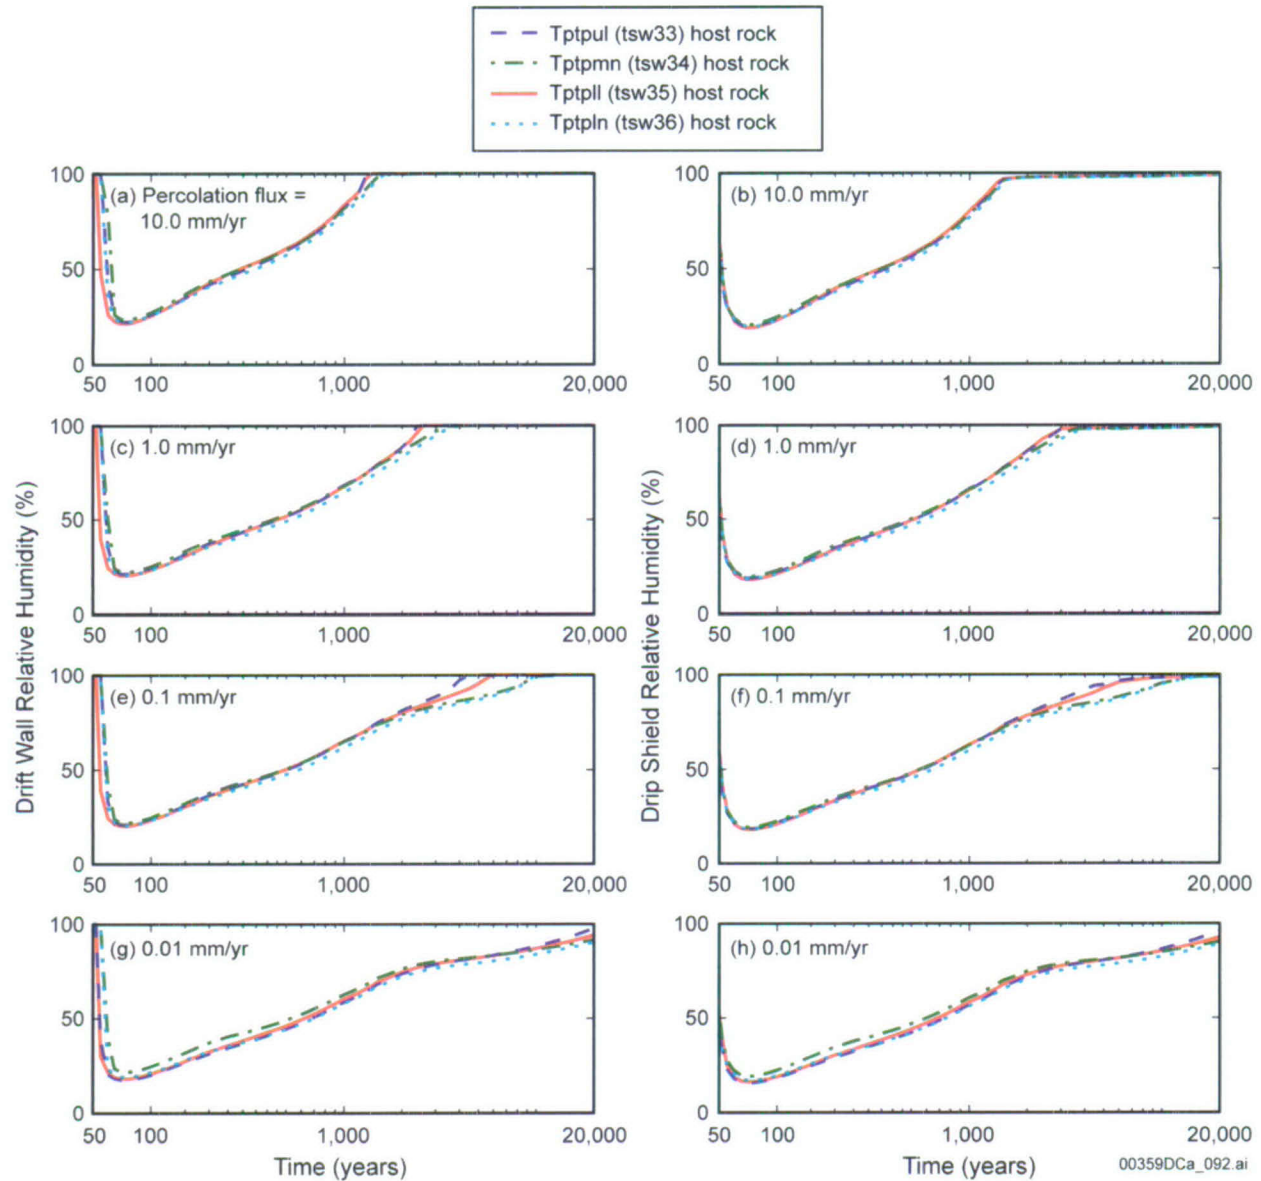 Tptpul (tsw33) host rock
Tptpmn (tsw34) host rock
Tptpll (tsw35) host rock
Tptpln (tsw36) host rock
(a) Percolation flux =
10.0 mm/yr
100
50
0
50 100 1,000 20,000
(b) 10.0 mm/yr
100
50
0
50 100 1,000 20,000
(c) 1.0 mm/yr
100
50
0
50 100 1,000 20,000
(d) 1.0 mm/yr
100
50
0
50 100 1,000 20,000
Drift Wall Relative Humidity (%)
Drip Shield Relative Humidity (%)
(e) 0.1 mm/yr
100
50
0
50 100 1,000 20,000
(f) 0.1 mm/yr
100
50
0
50 100 1,000 20,000
(g) 0.01 mm/yr
100
50
0
50 100 1,000 20,000
Time (years)
(h) 0.01 mm/yr
100
50
0
50 100 1,000 20,000
Time (years)
00359DCa_092.ai